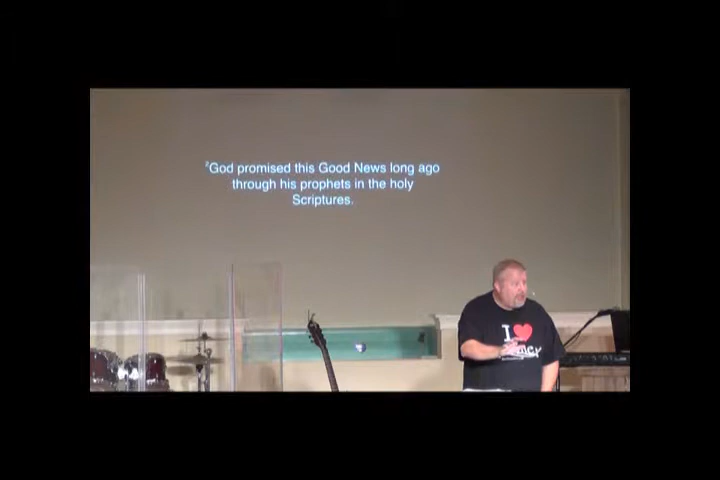 ²God promised this Good News long ago
through his prophets in the holy
Scriptures.
I